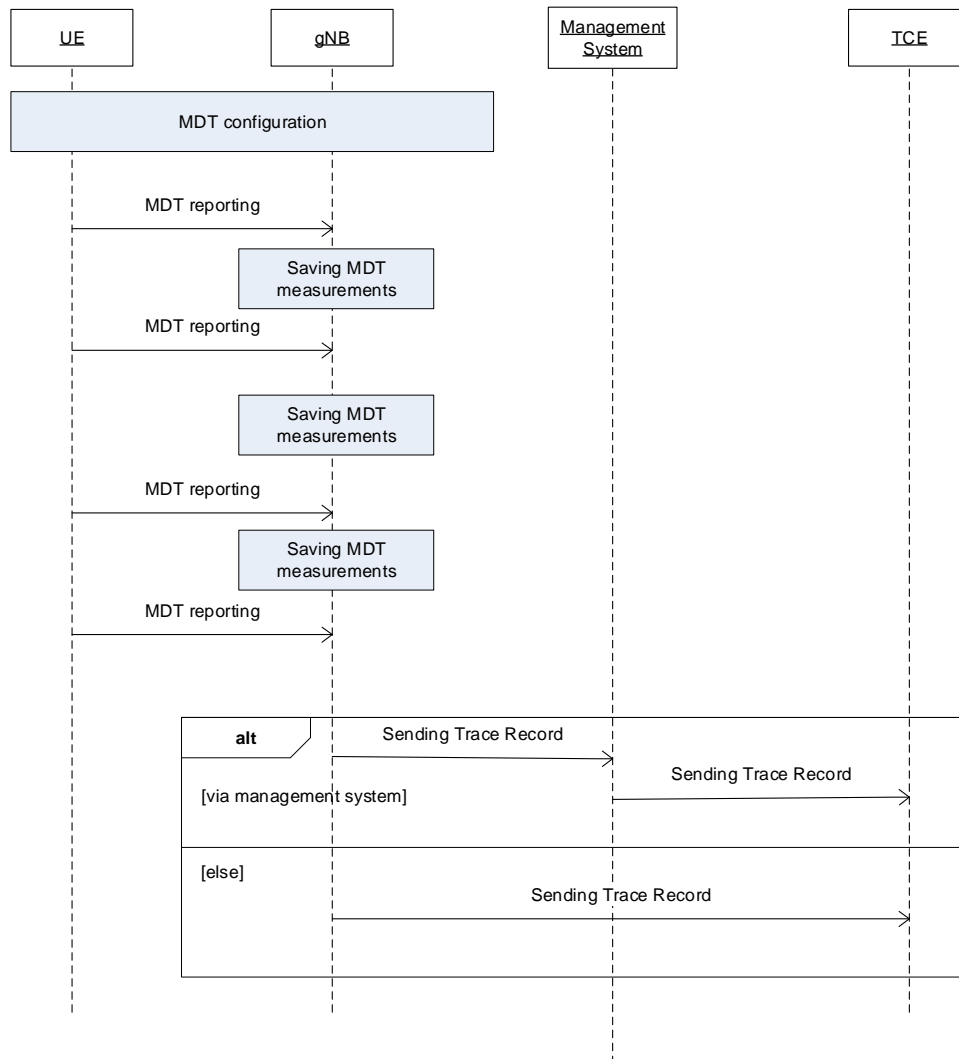 UE
gNB
Management
System
TCE
MDT configuration
MDT reporting
Saving MDT
measurements
MDT reporting
Saving MDT
measurements
MDT reporting
Saving MDT
measurements
MDT reporting
alt
Sending Trace Record
Sending Trace Record
[via management system]
[else]
Sending Trace Record